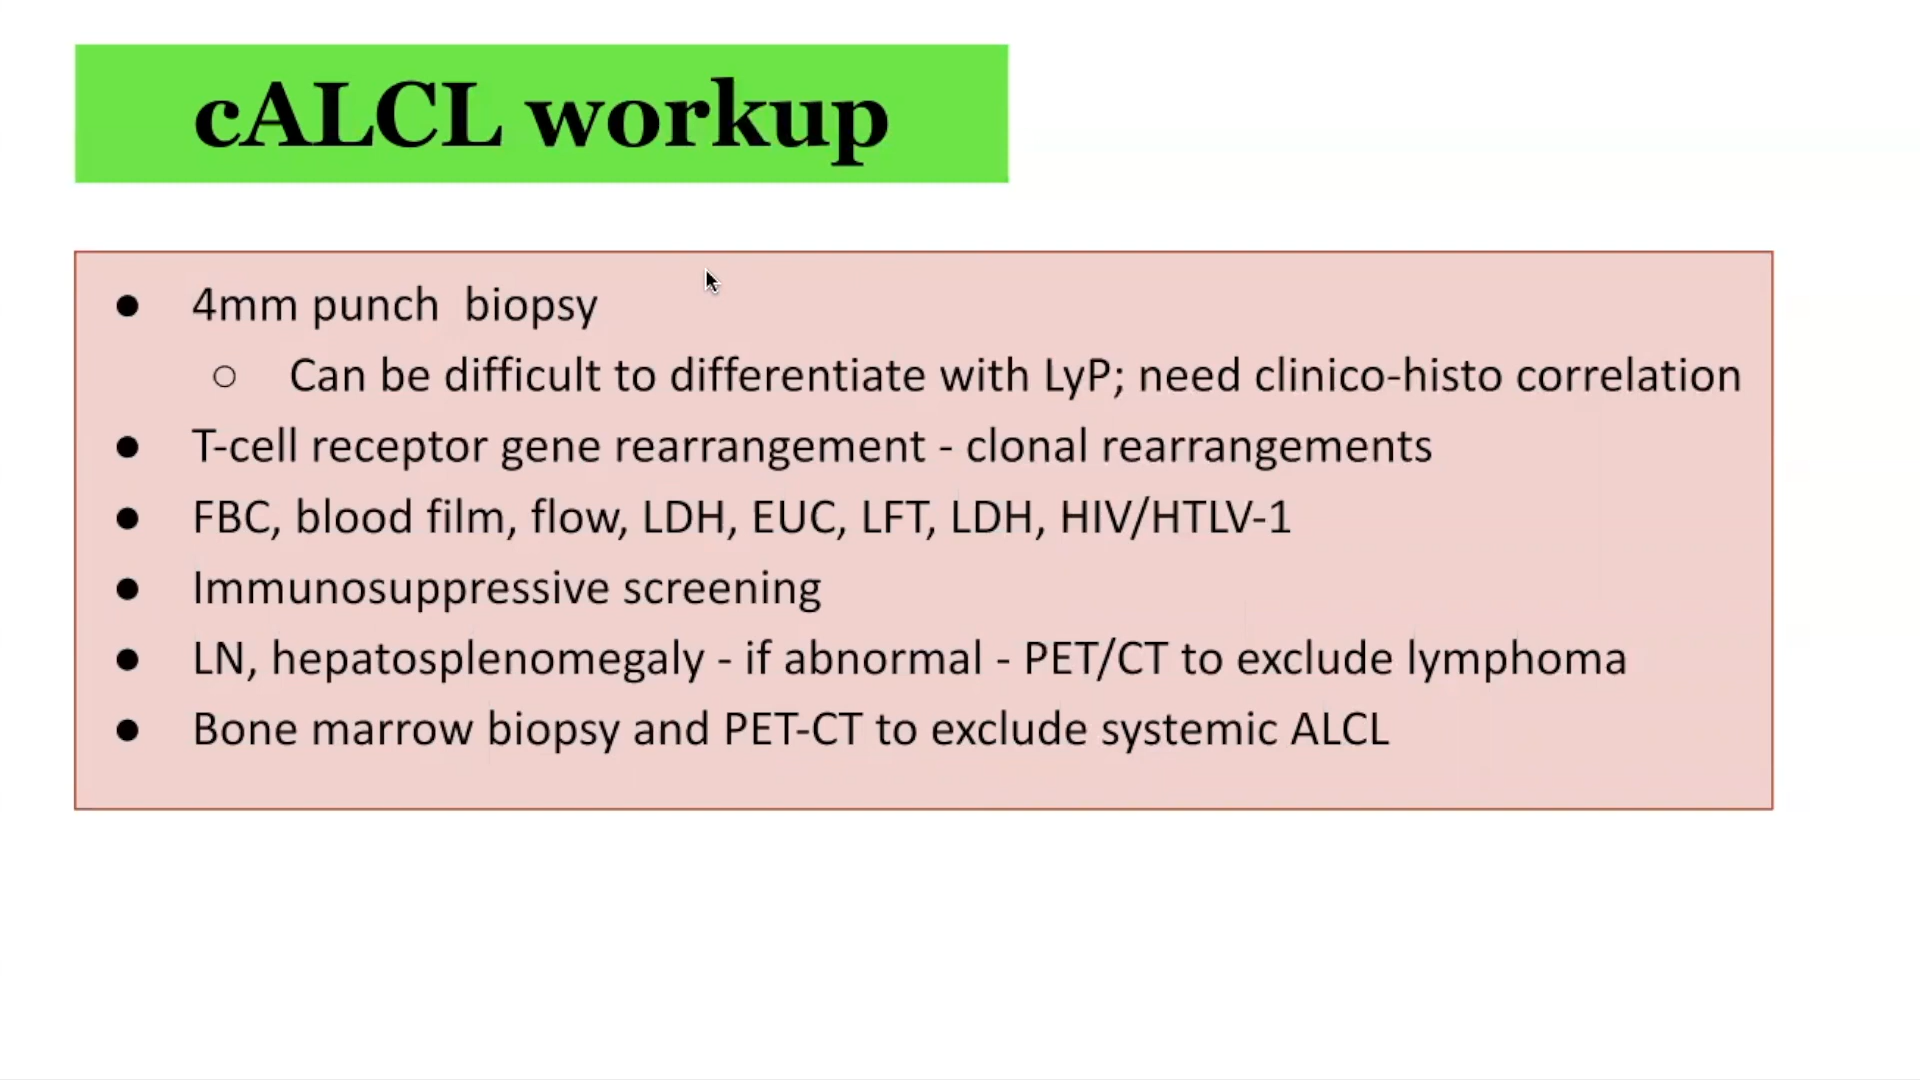 cALCL workup
● 4mm punch  biopsy
○ Can be difficult to differentiate with LyP; need clinico-histo correlation
● T-cell receptor gene rearrangement - clonal rearrangements
● FBC, blood film, flow, LDH, EUC, LFT, LDH, HIV/HTLV-1
● Immunosuppressive screening
● LN, hepatosplenomegaly - if abnormal - PET/CT to exclude lymphoma
● Bone marrow biopsy and PET-CT to exclude systemic ALCL